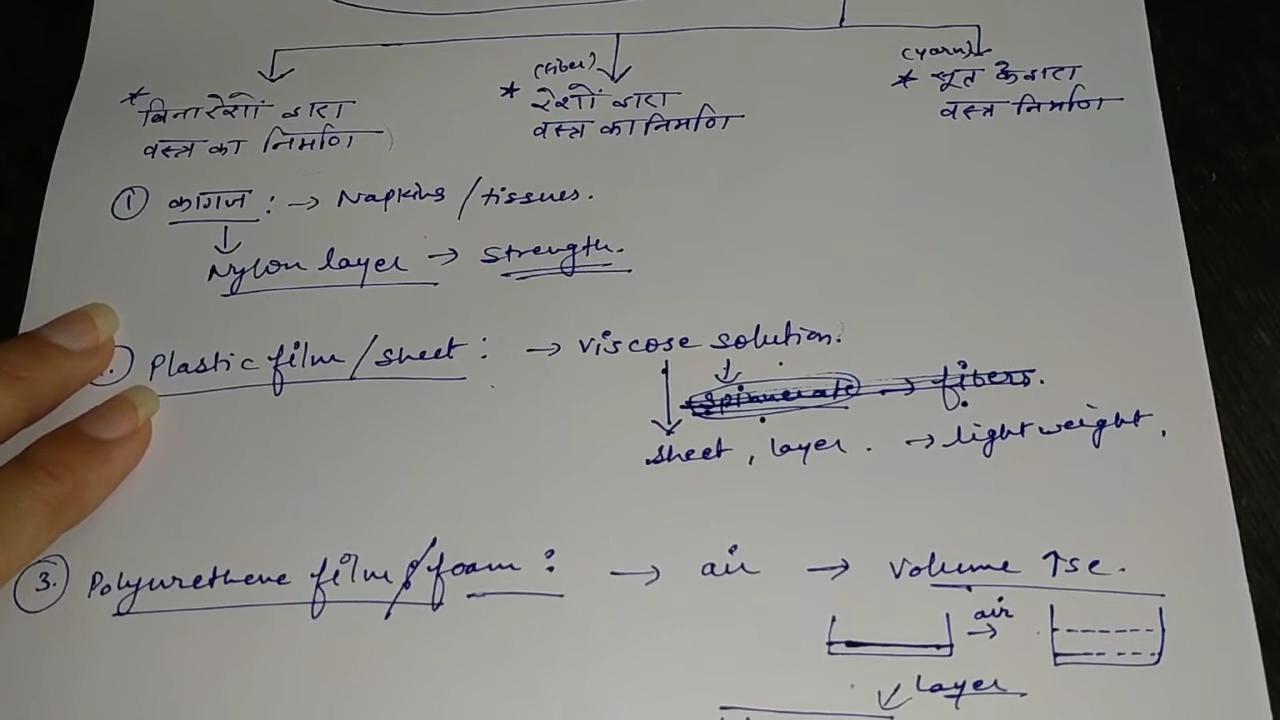 * बिना रेशों द्वारा
वस्त्र का निर्माण
(fiber)
* रेशों द्वारा
वस्त्र का निर्माण
(yarn)
* सूत के द्वारा
वस्त्र निर्माण
① कागज : → Napkins / tissues.
↓
Nylon layer → strength.
Plastic film / sheet : → viscose solution.
↓
spinnerate → fibers.
sheet , layer . → light weight ,
③. Polyurethene film / foam : → air → volume ↑se.
air
→
↙ Layer